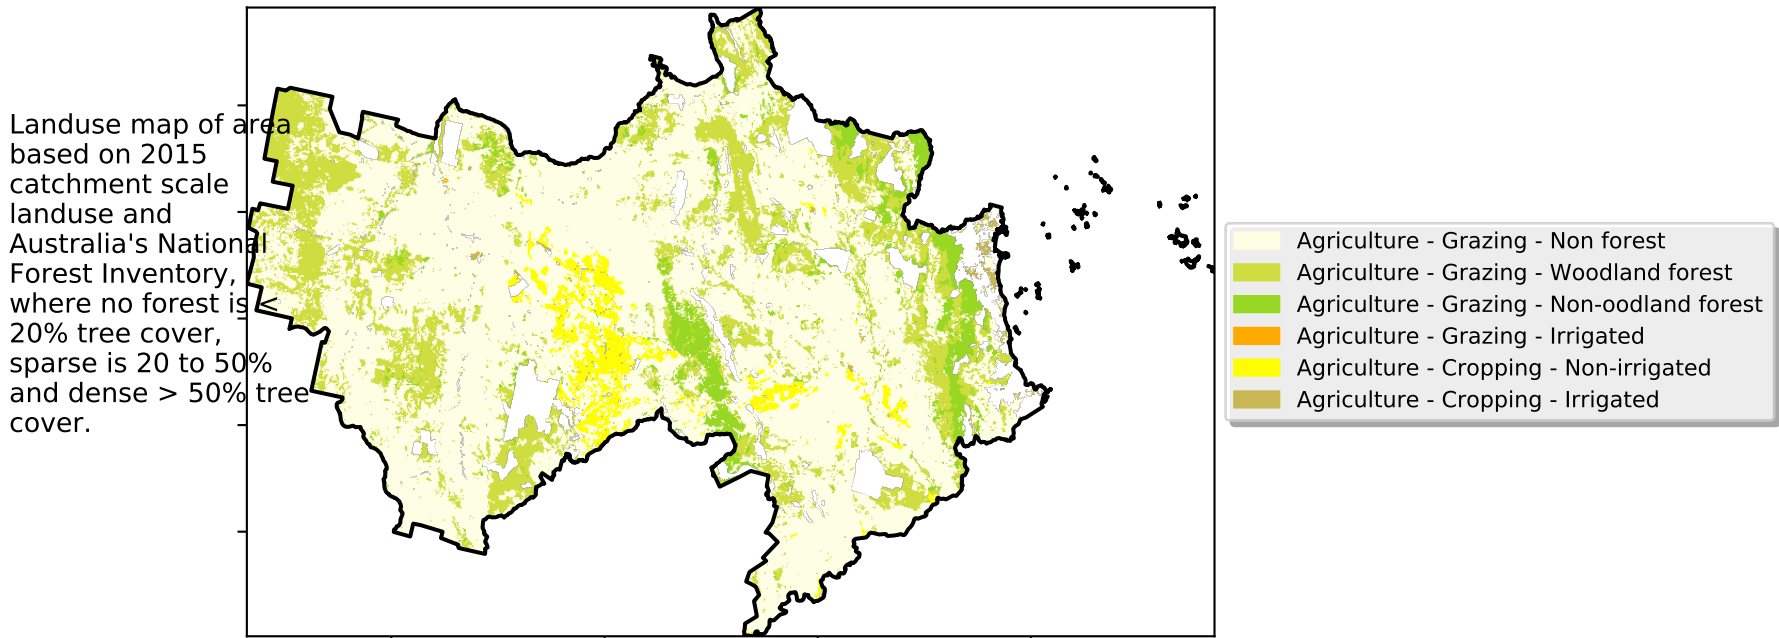 Landuse map of area
based on 2015
catchment scale
landuse and
Australia's National
Forest Inventory,
where no forest is <
20% tree cover,
sparse is 20 to 50%
and dense > 50% tree
cover.
Agriculture - Grazing - Non forest
Agriculture - Grazing - Woodland forest
Agriculture - Grazing - Non-oodland forest
Agriculture - Grazing - Irrigated
Agriculture - Cropping - Non-irrigated
Agriculture - Cropping - Irrigated